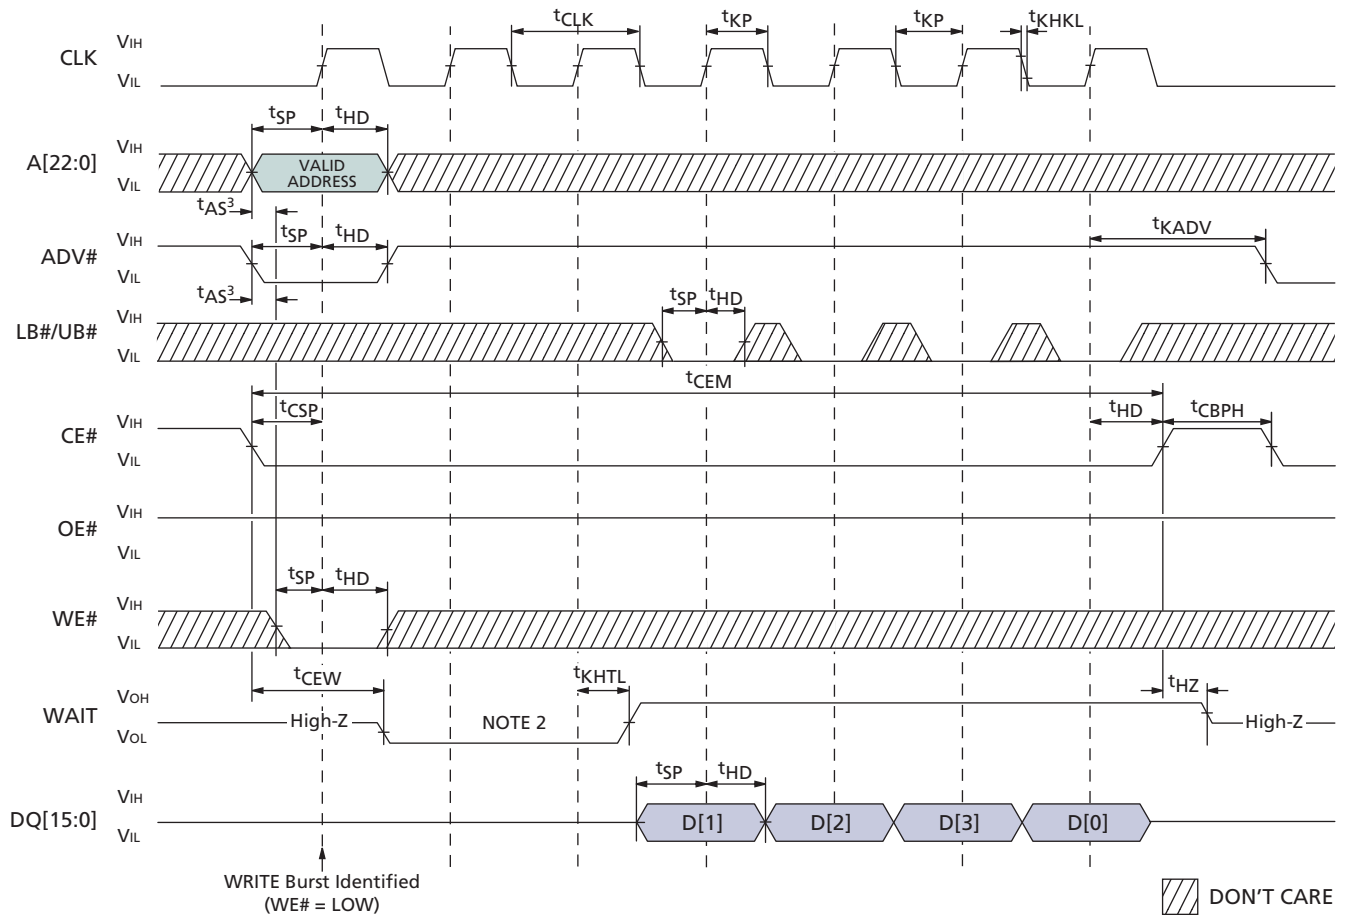 tCLK tKP tKP tKHKL
VIH
CLK
VIL
tSP tHD
VIH
A[22:0]
VALID
ADDRESS
VIL
tAS3
tSP tHD tKADV
VIH
ADV#
VIL
tAS3
tSP tHD
VIH
LB#/UB#
VIL
tCEM
tCSP tHD tCBPH
VIH
CE#
VIL
VIH
OE#
VIL
tSP tHD
VIH
WE#
VIL
tCEW tKHTL tHZ
VOH
WAIT High-Z NOTE 2 High-Z
VOL
tSP tHD
VIH
DQ[15:0] D[1] D[2] D[3] D[0]
VIL
WRITE Burst Identified
(WE# = LOW)
DON'T CARE